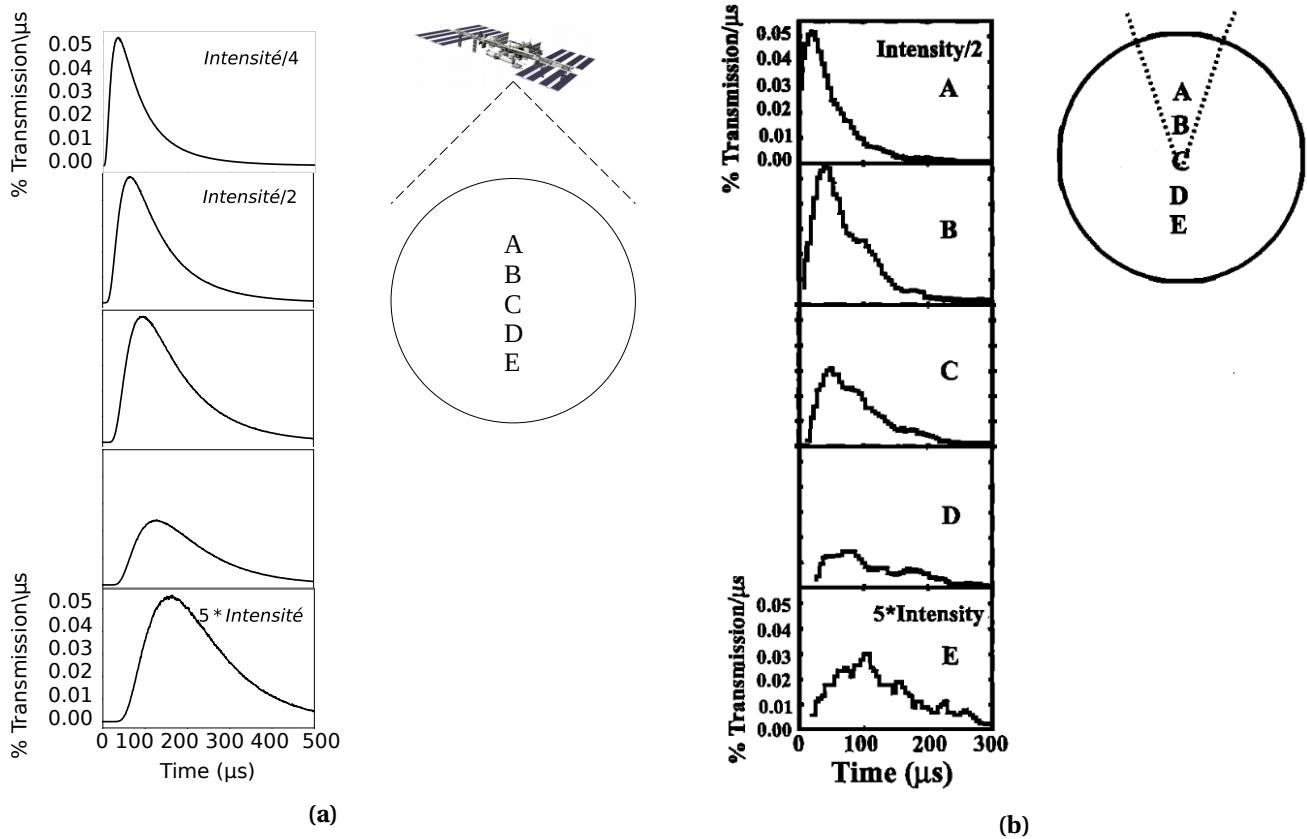 % Transmission\µs
0.05
0.04
0.03
0.02
0.01
0.00
Intensité/4
Intensité/2
A
B
C
D
E
% Transmission\µs
0.05
0.04
0.03
0.02
0.01
0.00
5*Intensité
0 100 200 300 400 500
Time (µs)
(a)
% Transmission/µs
0.05
0.04
0.03
0.02
0.01
0.00
Intensity/2
A
B
C
D
% Transmission/µs
0.05
0.04
0.03
0.02
0.01
0.00
5*Intensity
E
0 100 200 300
Time (µs)
A
B
C
D
E
(b)